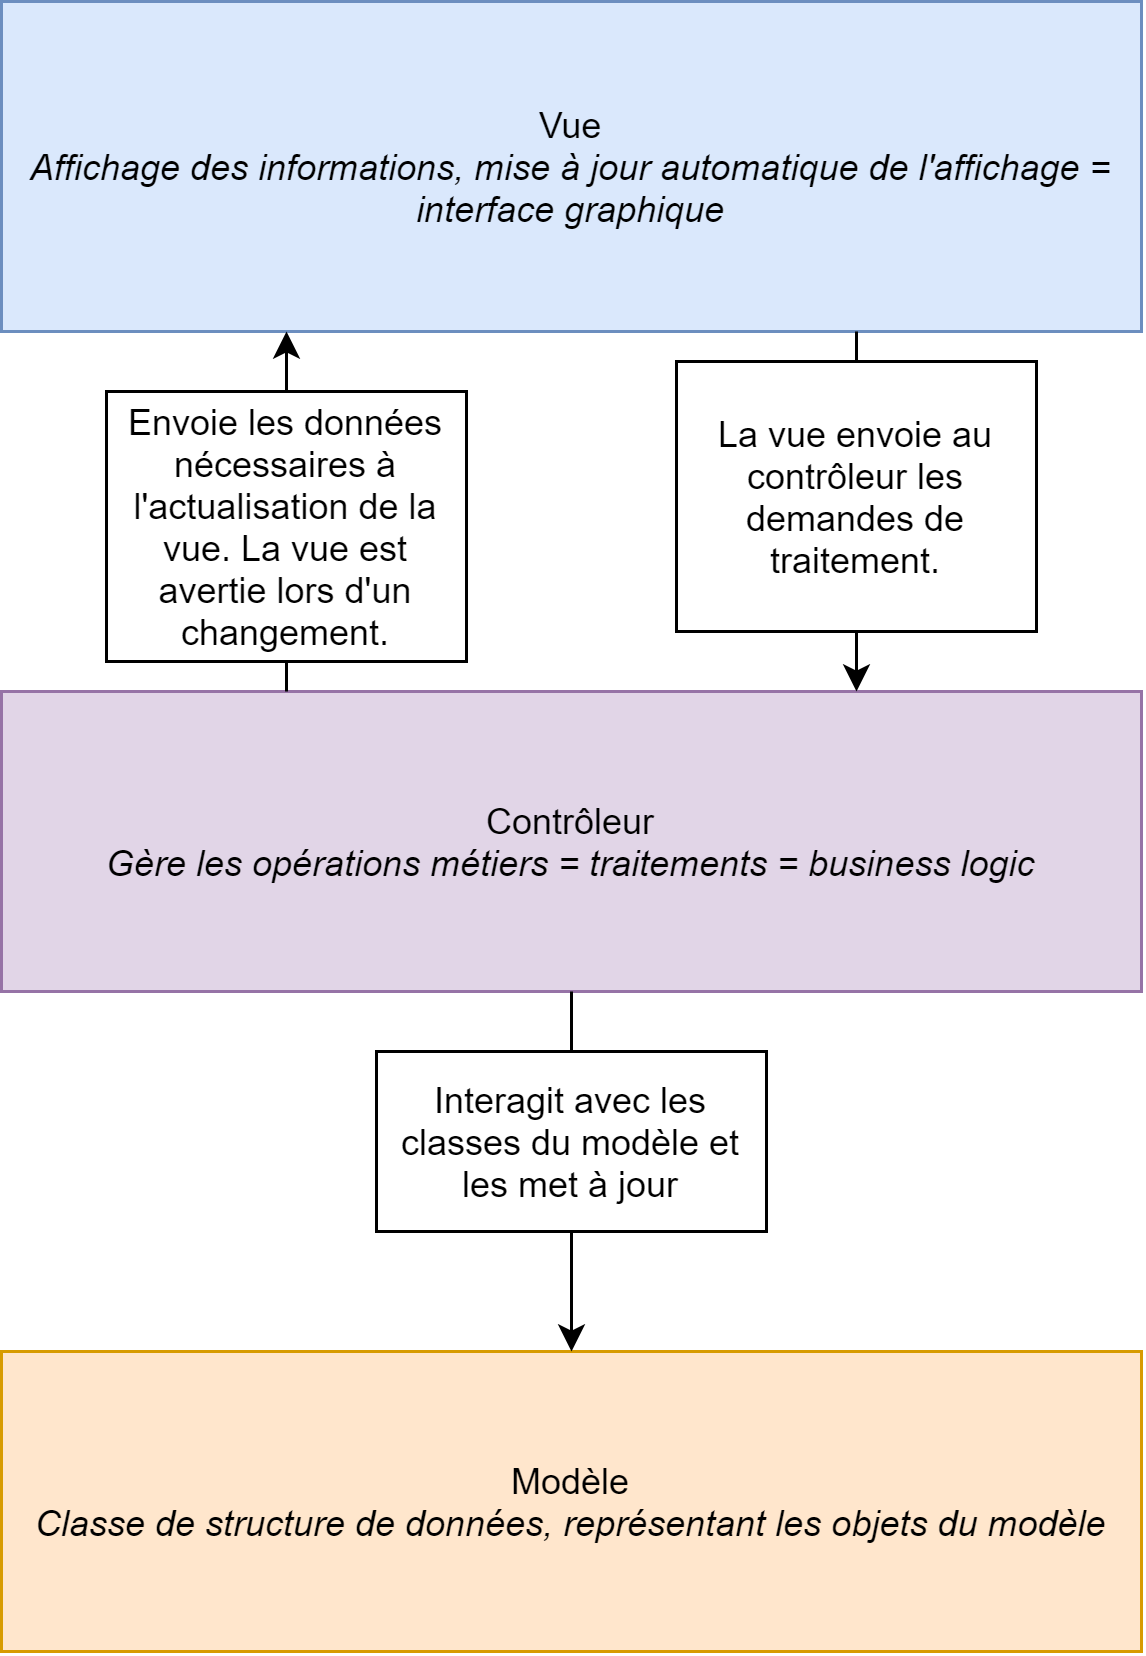 Vue
Affichage des informations, mise à jour automatique de l'affichage =
interface graphique
Envoie les données
nécessaires à
l'actualisation de la
vue. La vue est
avertie lors d'un
changement.
La vue envoie au
contrôleur les
demandes de
traitement.
Contrôleur
Gère les opérations métiers = traitements = business logic
Interagit avec les
classes du modèle et
les met à jour
Modèle
Classe de structure de données, représentant les objets du modèle